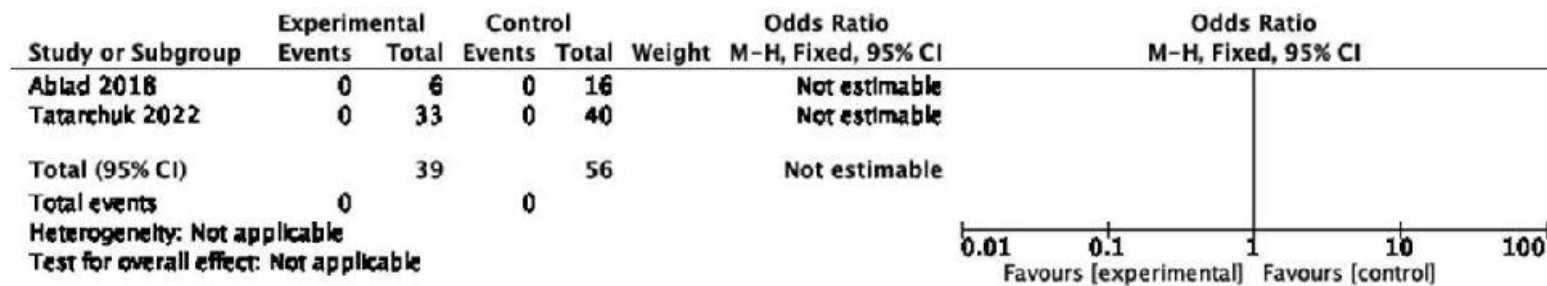 Experimental Control Odds Ratio Odds Ratio
Study or Subgroup Events Total Events Total Weight M-H, Fixed, 95% CI M-H, Fixed, 95% CI
Abiad 2018 0 6 0 16 Not estimable
Tatarchuk 2022 0 33 0 40 Not estimable
Total (95% CI) 39 56 Not estimable
Total events 0 0
Heterogeneity: Not applicable
Test for overall effect: Not applicable
0.01 0.1 1 10 100
Favours [experimental] Favours [control]